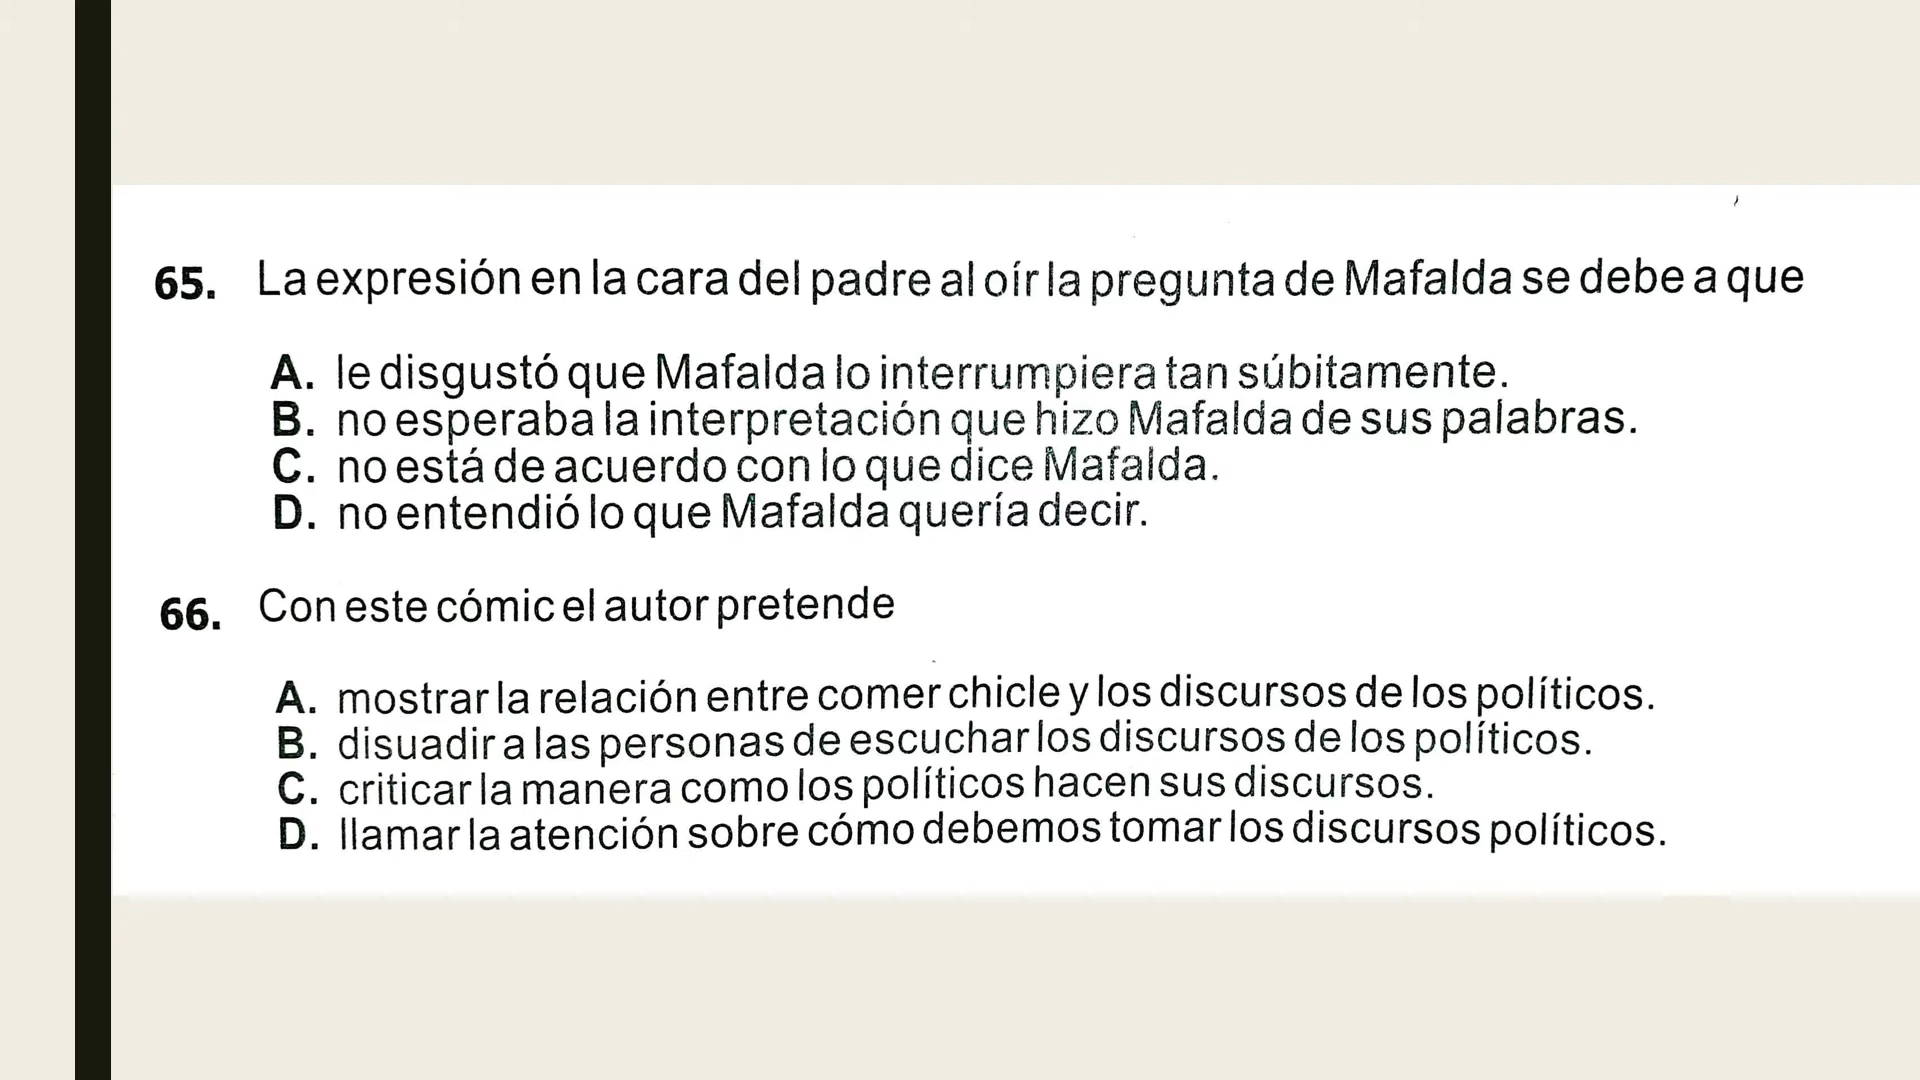 65. La expresión en la cara del padre al oír la pregunta de Mafalda se debe a que
A. le disgustó que Mafalda lo interrumpiera tan súbitamente.
B. no esperaba la interpretación que hizo Mafalda de sus palabras.
C. no está de acuerdo con lo que dice Mafalda.
D. no entendió lo que Mafalda quería decir.
66. Con este cómic el autor pretende
A. mostrar la relación entre comer chicle y los discursos de los políticos.
B. disuadir a las personas de escuchar los discursos de los políticos.
C. criticar la manera como los políticos hacen sus discursos.
D. llamar la atención sobre cómo debemos tomar los discursos políticos.